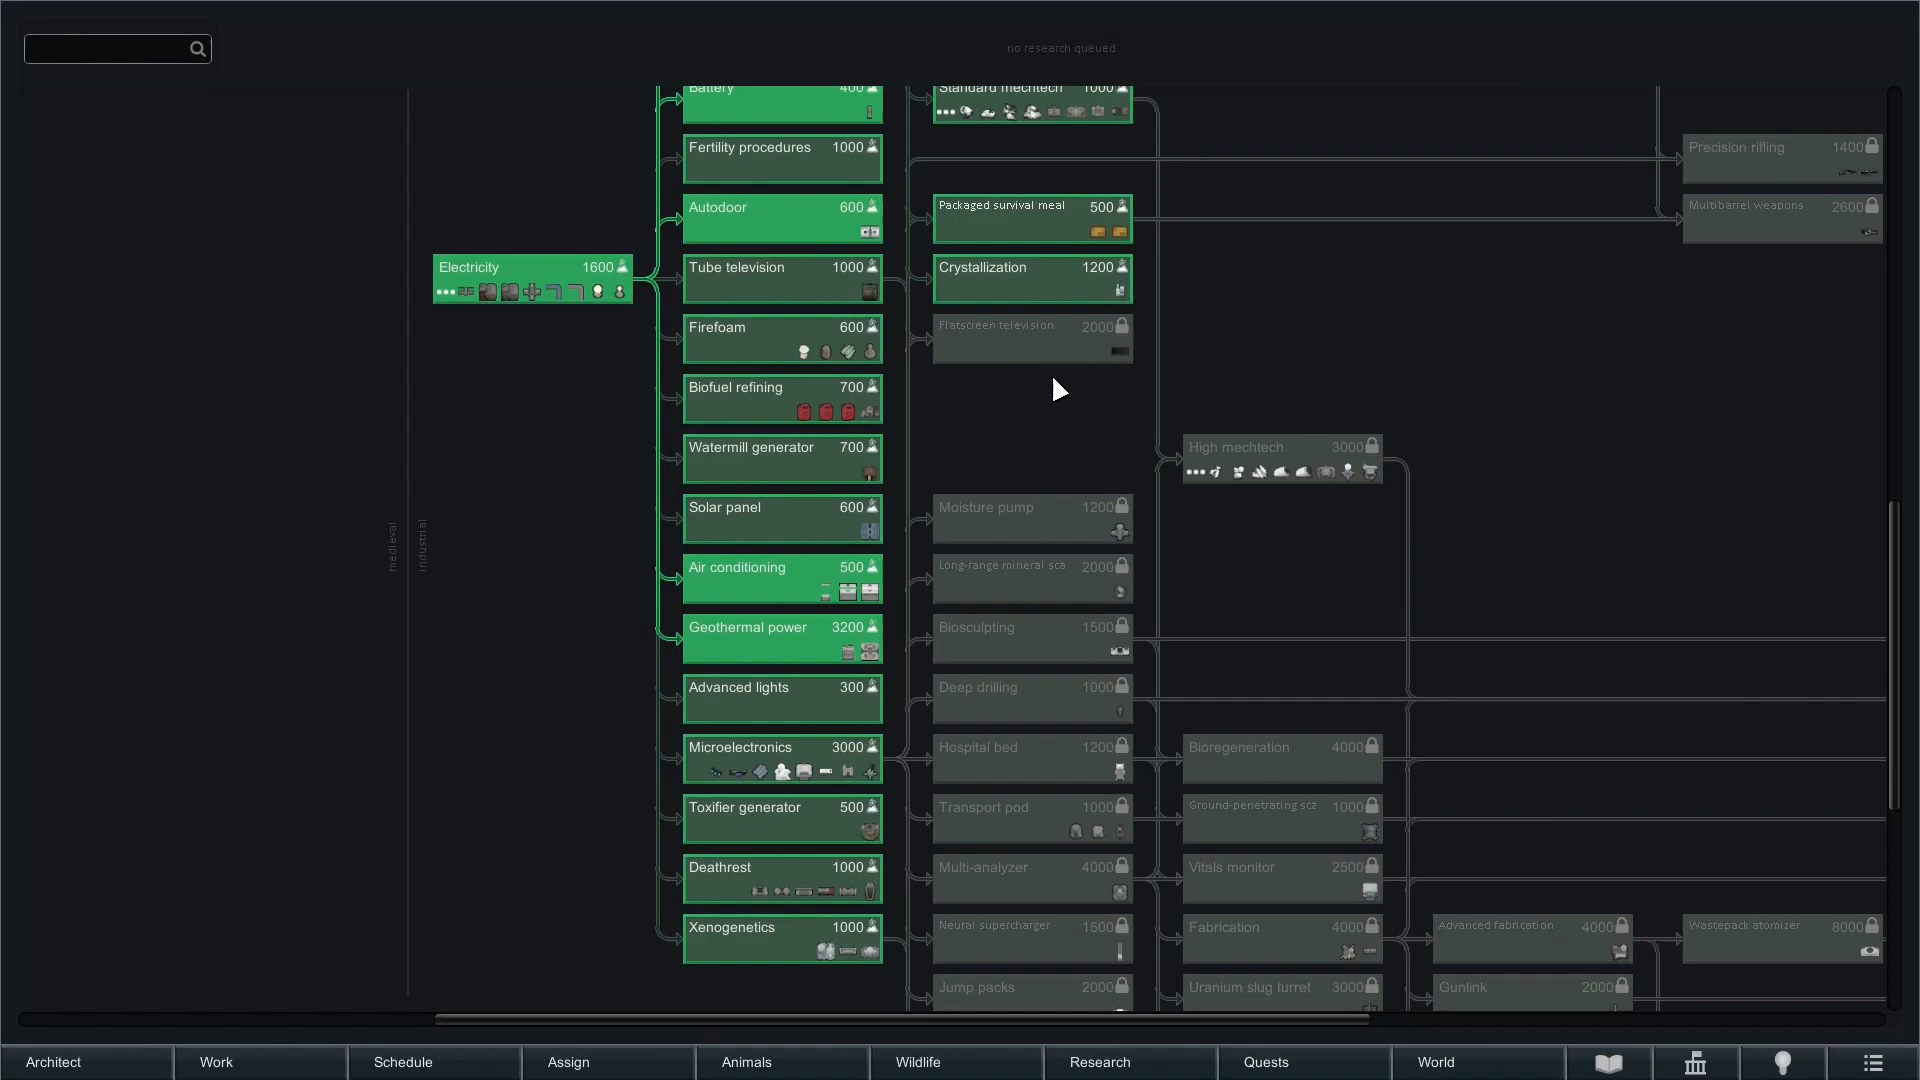 no research queued
Battery 400
Standard mechtech 1000
Fertility procedures 1000
Precision rifling 1400
Autodoor 600
Packaged survival meal 500
Multibarrel weapons 2600
Electricity 1600
Tube television 1000
Crystallization 1200
Firefoam 600
Flatscreen television 2000
Biofuel refining 700
Watermill generator 700
High mechtech 3000
Solar panel 600
Moisture pump 1200
medieval
industrial
Air conditioning 500
Long-range mineral sca 2000
Geothermal power 3200
Biosculpting 1500
Advanced lights 300
Deep drilling 1000
Microelectronics 3000
Hospital bed 1200
Bioregeneration 4000
Toxifier generator 500
Transport pod 1000
Ground-penetrating sca 1000
Deathrest 1000
Multi-analyzer 4000
Vitals monitor 2500
Xenogenetics 1000
Neural supercharger 1500
Fabrication 4000
Advanced fabrication 4000
Wastepack atomizer 8000
Jump packs 2000
Uranium slug turret 3000
Gunlink 2000
Architect
Work
Schedule
Assign
Animals
Wildlife
Research
Quests
World